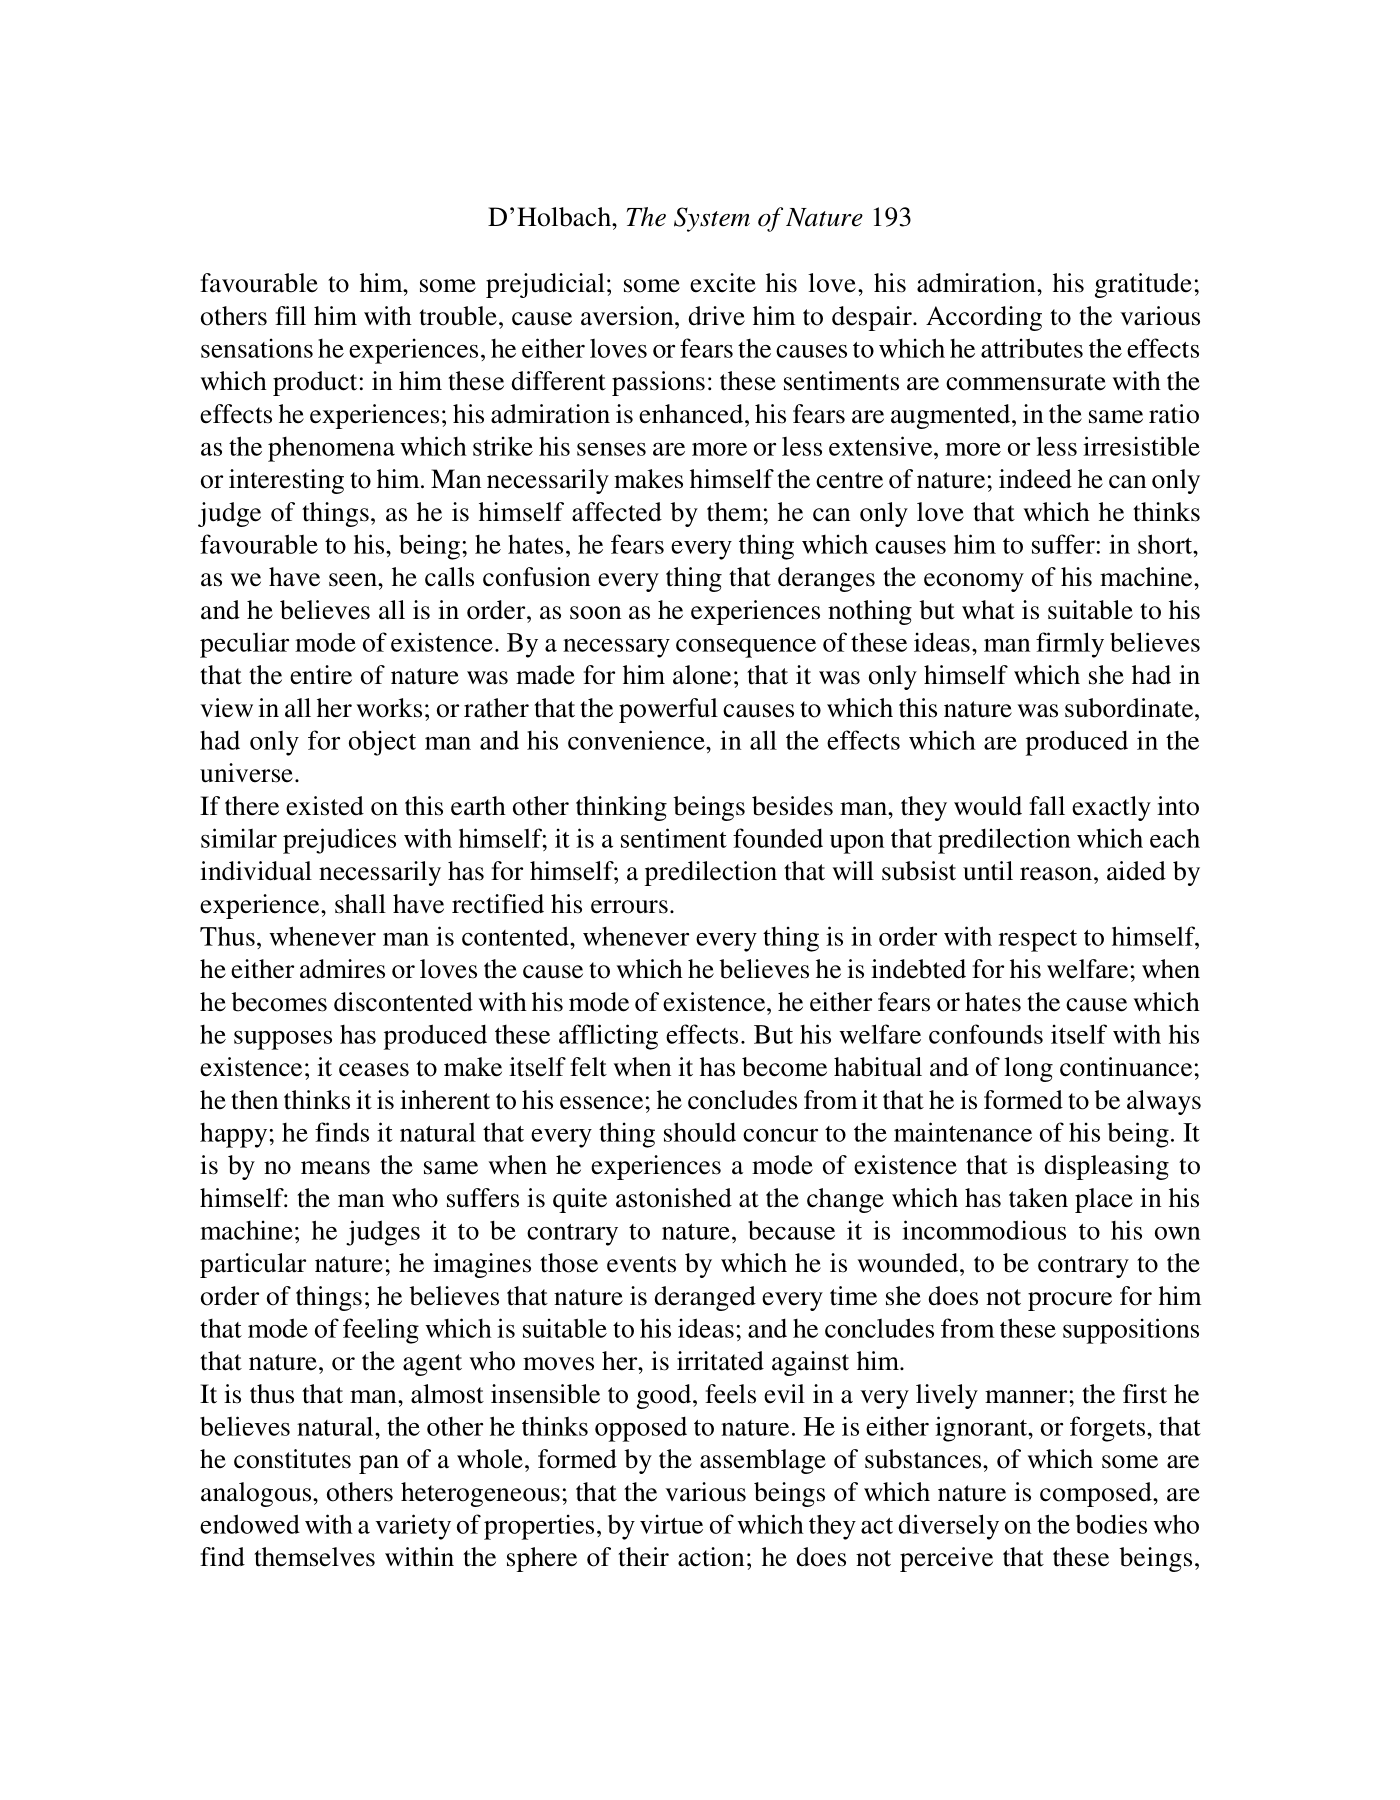 D’Holbach, The System of Nature 193
favourable to him, some prejudicial; some excite his love, his admiration, his gratitude;
others fill him with trouble, cause aversion, drive him to despair. According to the various
sensations he experiences, he either loves or fears the causes to which he attributes the effects
which product: in him these different passions: these sentiments are commensurate with the
effects he experiences; his admiration is enhanced, his fears are augmented, in the same ratio
as the phenomena which strike his senses are more or less extensive, more or less irresistible
or interesting to him. Man necessarily makes himself the centre of nature; indeed he can only
judge of things, as he is himself affected by them; he can only love that which he thinks
favourable to his, being; he hates, he fears every thing which causes him to suffer: in short,
as we have seen, he calls confusion every thing that deranges the economy of his machine,
and he believes all is in order, as soon as he experiences nothing but what is suitable to his
peculiar mode of existence. By a necessary consequence of these ideas, man firmly believes
that the entire of nature was made for him alone; that it was only himself which she had in
view in all her works; or rather that the powerful causes to which this nature was subordinate,
had only for object man and his convenience, in all the effects which are produced in the
universe.
If there existed on this earth other thinking beings besides man, they would fall exactly into
similar prejudices with himself; it is a sentiment founded upon that predilection which each
individual necessarily has for himself; a predilection that will subsist until reason, aided by
experience, shall have rectified his errours.
Thus, whenever man is contented, whenever every thing is in order with respect to himself,
he either admires or loves the cause to which he believes he is indebted for his welfare; when
he becomes discontented with his mode of existence, he either fears or hates the cause which
he supposes has produced these afflicting effects. But his welfare confounds itself with his
existence; it ceases to make itself felt when it has become habitual and of long continuance;
he then thinks it is inherent to his essence; he concludes from it that he is formed to be always
happy; he finds it natural that every thing should concur to the maintenance of his being. It
is by no means the same when he experiences a mode of existence that is displeasing to
himself: the man who suffers is quite astonished at the change which has taken place in his
machine; he judges it to be contrary to nature, because it is incommodious to his own
particular nature; he imagines those events by which he is wounded, to be contrary to the
order of things; he believes that nature is deranged every time she does not procure for him
that mode of feeling which is suitable to his ideas; and he concludes from these suppositions
that nature, or the agent who moves her, is irritated against him.
It is thus that man, almost insensible to good, feels evil in a very lively manner; the first he
believes natural, the other he thinks opposed to nature. He is either ignorant, or forgets, that
he constitutes pan of a whole, formed by the assemblage of substances, of which some are
analogous, others heterogeneous; that the various beings of which nature is composed, are
endowed with a variety of properties, by virtue of which they act diversely on the bodies who
find themselves within the sphere of their action; he does not perceive that these beings,